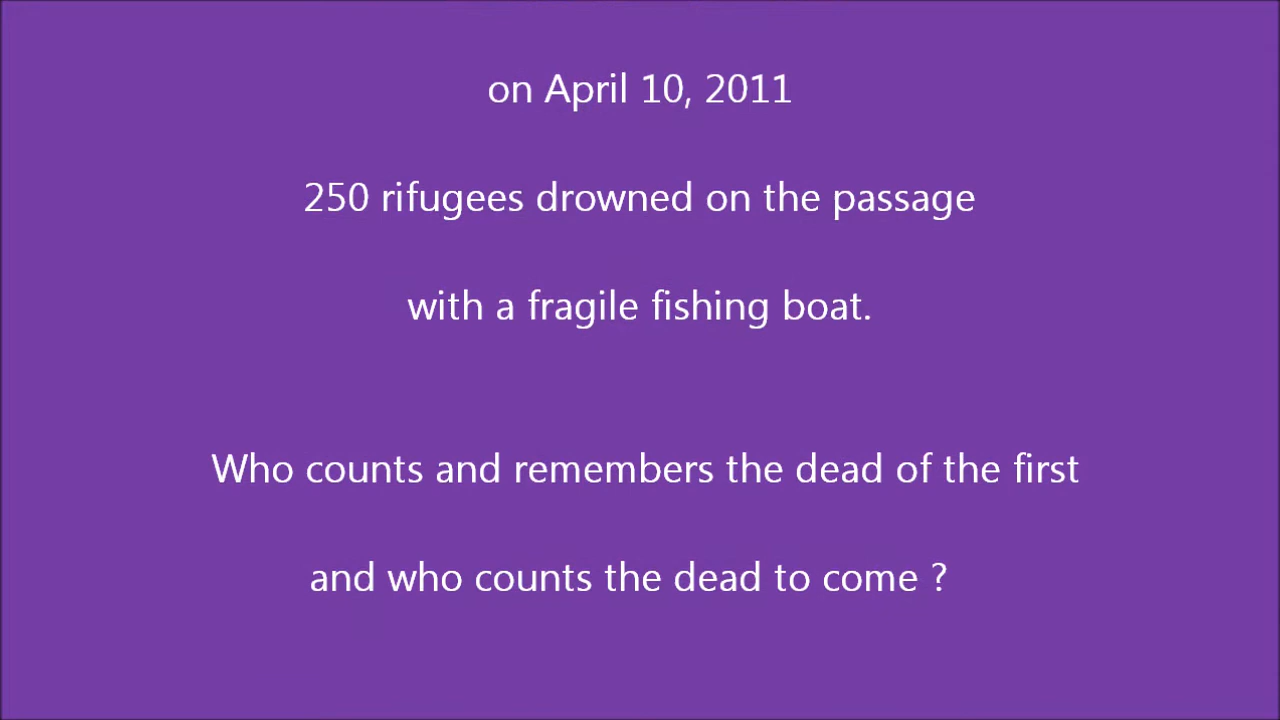 on April 10, 2011
250 rifugees drowned on the passage
with a fragile fishing boat.
Who counts and remembers the dead of the first
and who counts the dead to come ?